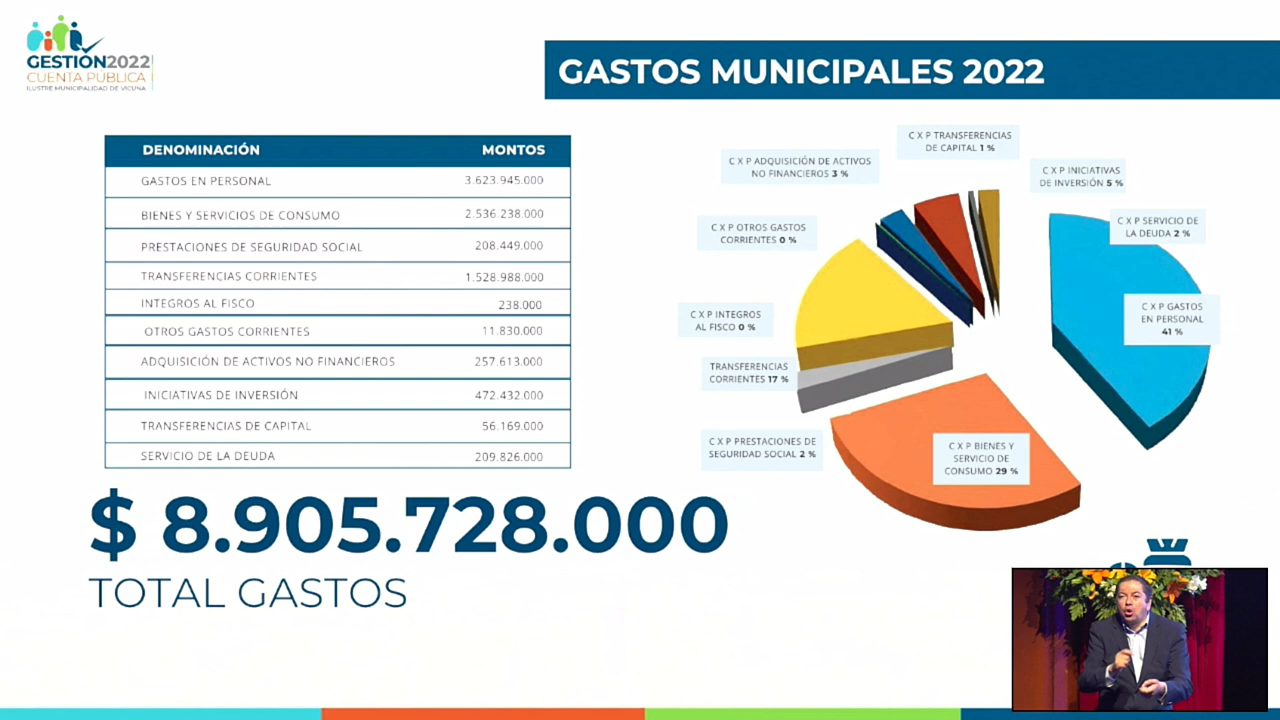 GESTIÓN2022
CUENTA PÚBLICA
ILUSTRE MUNICIPALIDAD DE VICUÑA
GASTOS MUNICIPALES 2022
DENOMINACIÓN MONTOS
GASTOS EN PERSONAL 3.623.945.000
BIENES Y SERVICIOS DE CONSUMO 2.536.238.000
PRESTACIONES DE SEGURIDAD SOCIAL 208.449.000
TRANSFERENCIAS CORRIENTES 1.528.988.000
INTEGROS AL FISCO 238.000
OTROS GASTOS CORRIENTES 11.830.000
ADQUISICIÓN DE ACTIVOS NO FINANCIEROS 257.613.000
INICIATIVAS DE INVERSIÓN 472.432.000
TRANSFERENCIAS DE CAPITAL 56.169.000
SERVICIO DE LA DEUDA 209.826.000
$ 8.905.728.000
TOTAL GASTOS
C X P TRANSFERENCIAS
DE CAPITAL 1 %
C X P ADQUISICIÓN DE ACTIVOS
NO FINANCIEROS 3 %
C X P INICIATIVAS
DE INVERSIÓN 5 %
C X P OTROS GASTOS
CORRIENTES 0 %
C X P SERVICIO DE
LA DEUDA 2 %
C X P INTEGROS
AL FISCO 0 %
C X P GASTOS
EN PERSONAL
41 %
TRANSFERENCIAS
CORRIENTES 17 %
C X P PRESTACIONES DE
SEGURIDAD SOCIAL 2 %
C X P BIENES Y
SERVICIO DE
CONSUMO 29 %